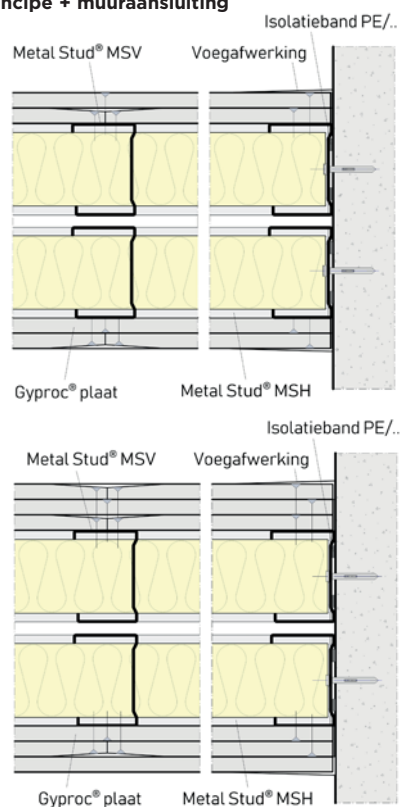 ncipe + muuraansluiting
Isolatieband PE/..
Metal Stud® MSV
Voegafwerking
Gyproc® plaat
Metal Stud® MSH
Isolatieband PE/..
Metal Stud® MSV
Voegafwerking
Gyproc® plaat
Metal Stud® MSH